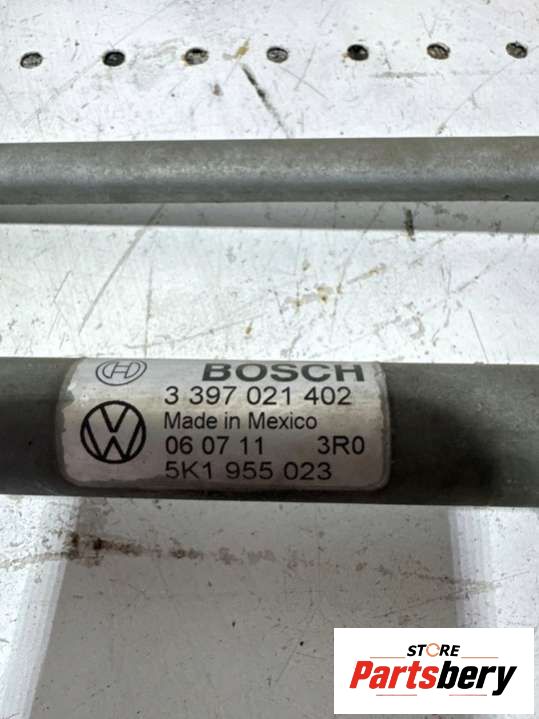 BOSCH
3 397 021 402
Made in Mexico
06 07 11 3R0
5K1 955 023
STORE
Partsbery